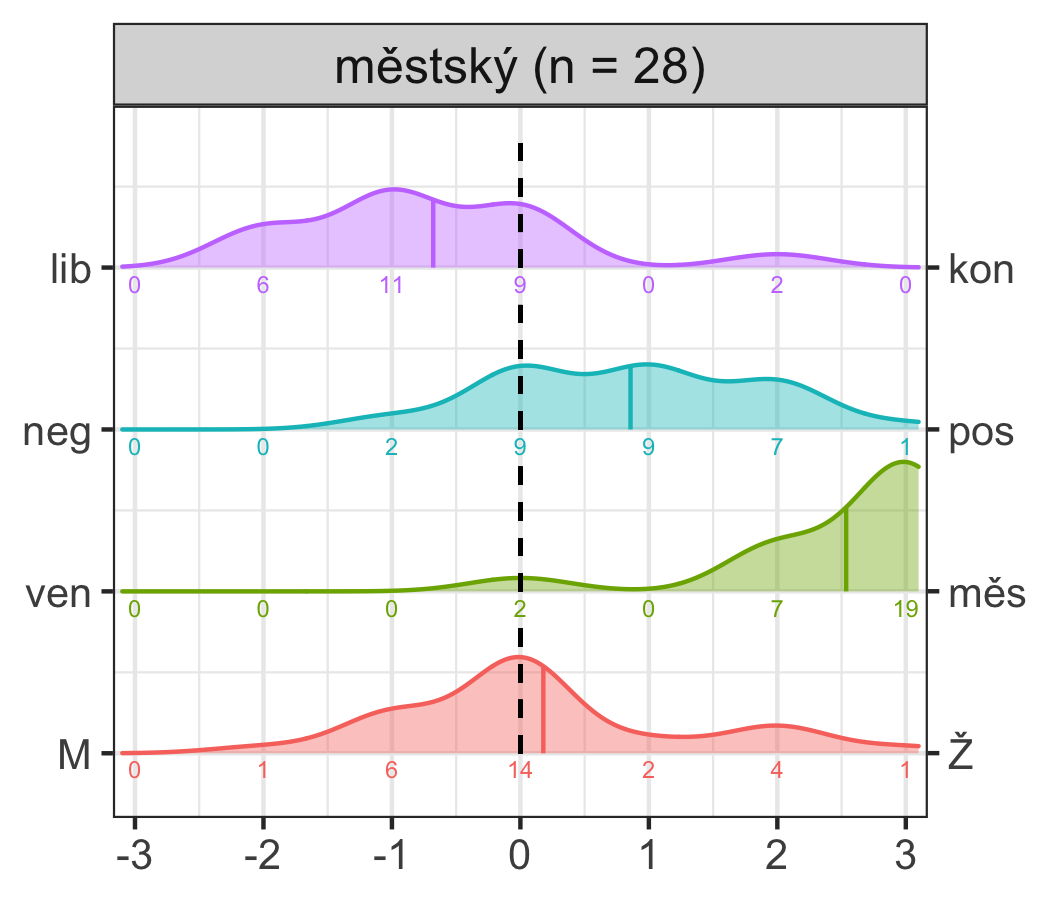 městský (n = 28)
lib kon
0 6 11 9 0 2 0
neg pos
0 0 2 9 9 7 1
ven měs
0 0 0 2 0 7 19
M Ž
0 1 6 14 2 4 1
-3 -2 -1 0 1 2 3